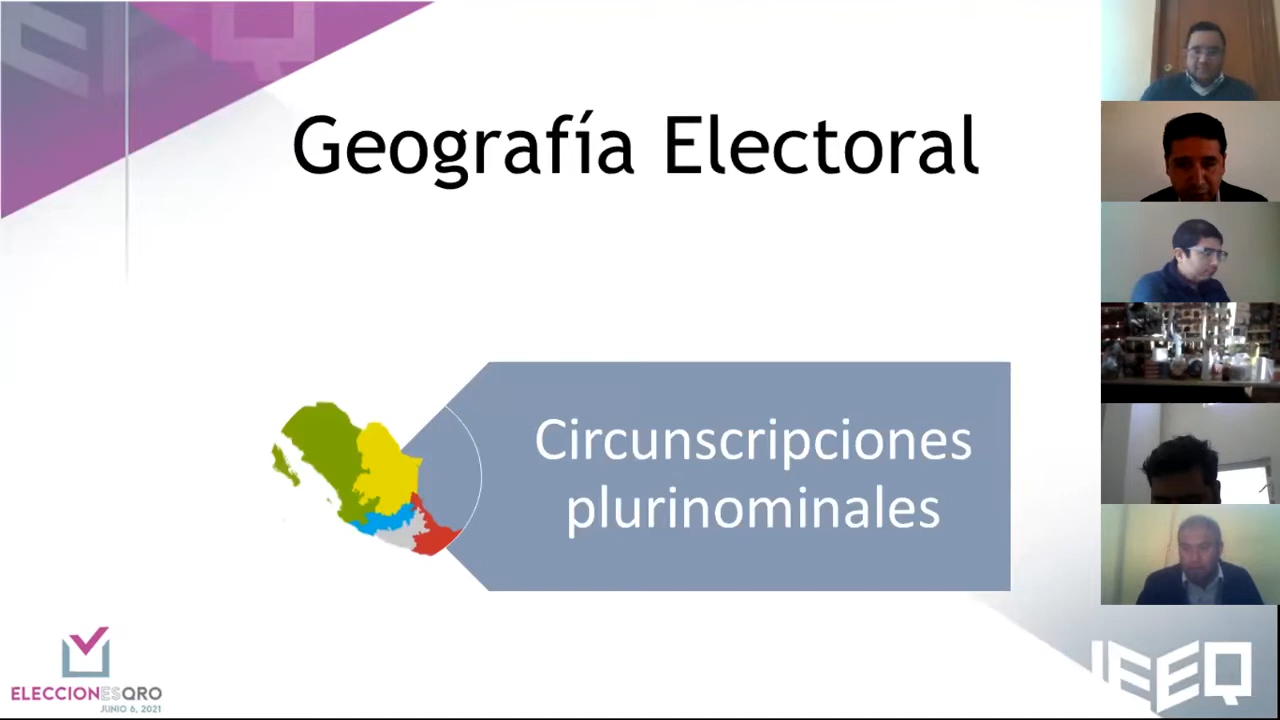 Geografía Electoral
Circunscripciones
plurinominales
ELECCIONESQRO
JUNIO 6, 2021
IEEQ